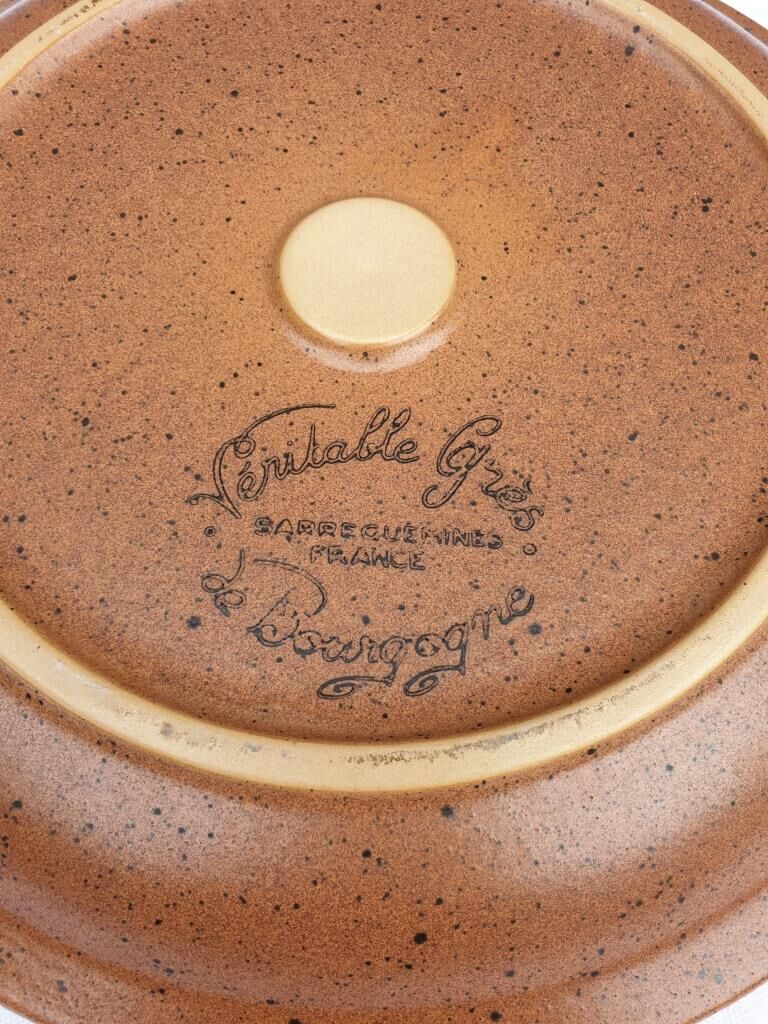 Véritable Grès
SARREGUEMINES
FRANCE
de Bourgogne